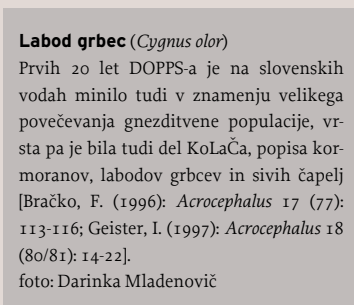 Labod grbec (Cygnus olor)
Prvih 20 let DOPPS-a je na slovenskih
vodah minilo tudi v znamenju velikega
povečevanja gnezditvene populacije, vr-
sta pa je bila tudi del KoLaČa, popisa kor-
moranov, labodov grbcev in sivih čapelj
[Bračko, F. (1996): Acrocephalus 17 (77):
113-116; Geister, I. (1997): Acrocephalus 18
(80/81): 14-22].
foto: Darinka Mladenovič